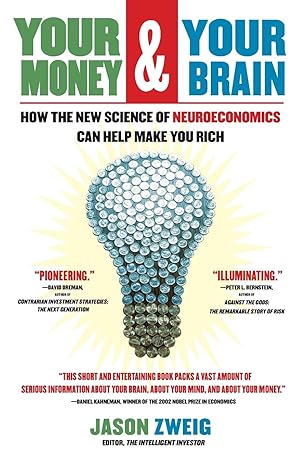 YOUR MONEY & YOUR BRAIN
HOW THE NEW SCIENCE OF NEUROECONOMICS
CAN HELP MAKE YOU RICH
"PIONEERING."
—DAVID DREMAN,
AUTHOR OF
CONTRARIAN INVESTMENT STRATEGIES:
THE NEXT GENERATION
"ILLUMINATING."
—PETER L. BERNSTEIN,
AUTHOR OF
AGAINST THE GODS:
THE REMARKABLE STORY OF RISK
"THIS SHORT AND ENTERTAINING BOOK PACKS A VAST AMOUNT OF
SERIOUS INFORMATION ABOUT YOUR BRAIN, ABOUT YOUR MIND, AND ABOUT YOUR MONEY."
—DANIEL KAHNEMAN, WINNER OF THE 2002 NOBEL PRIZE IN ECONOMICS
JASON ZWEIG
EDITOR, THE INTELLIGENT INVESTOR